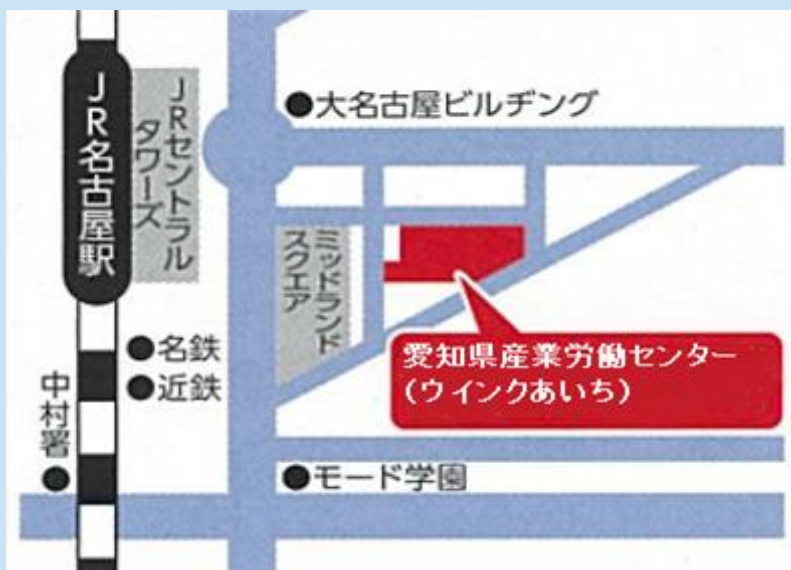 JR名古屋駅
JRセントラル
タワーズ
●大名古屋ビルヂング
ミッドランド
スクエア
●名鉄
●近鉄
愛知県産業労働センター
(ウインクあいち)
中村署●
●モード学園